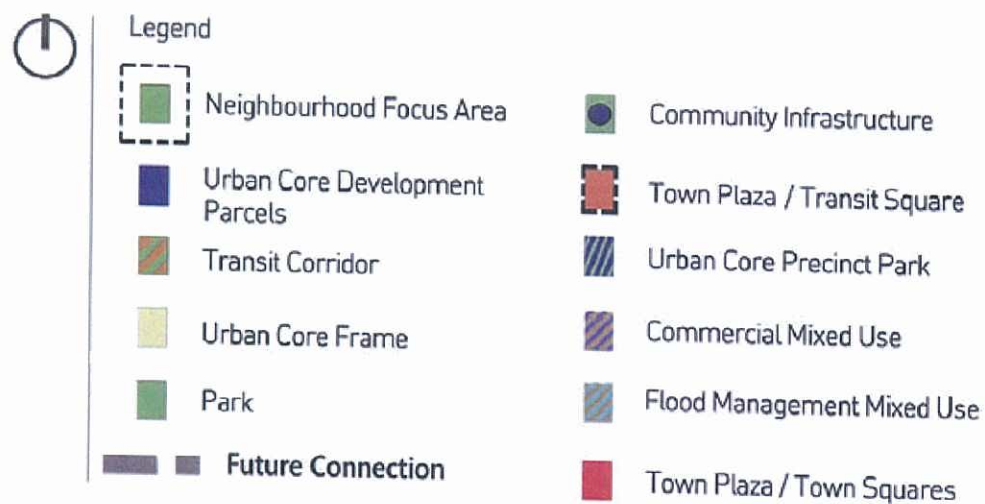 Legend
Neighbourhood Focus Area
Urban Core Development
Parcels
Transit Corridor
Urban Core Frame
Park
Future Connection
Community Infrastructure
Town Plaza / Transit Square
Urban Core Precinct Park
Commercial Mixed Use
Flood Management Mixed Use
Town Plaza / Town Squares